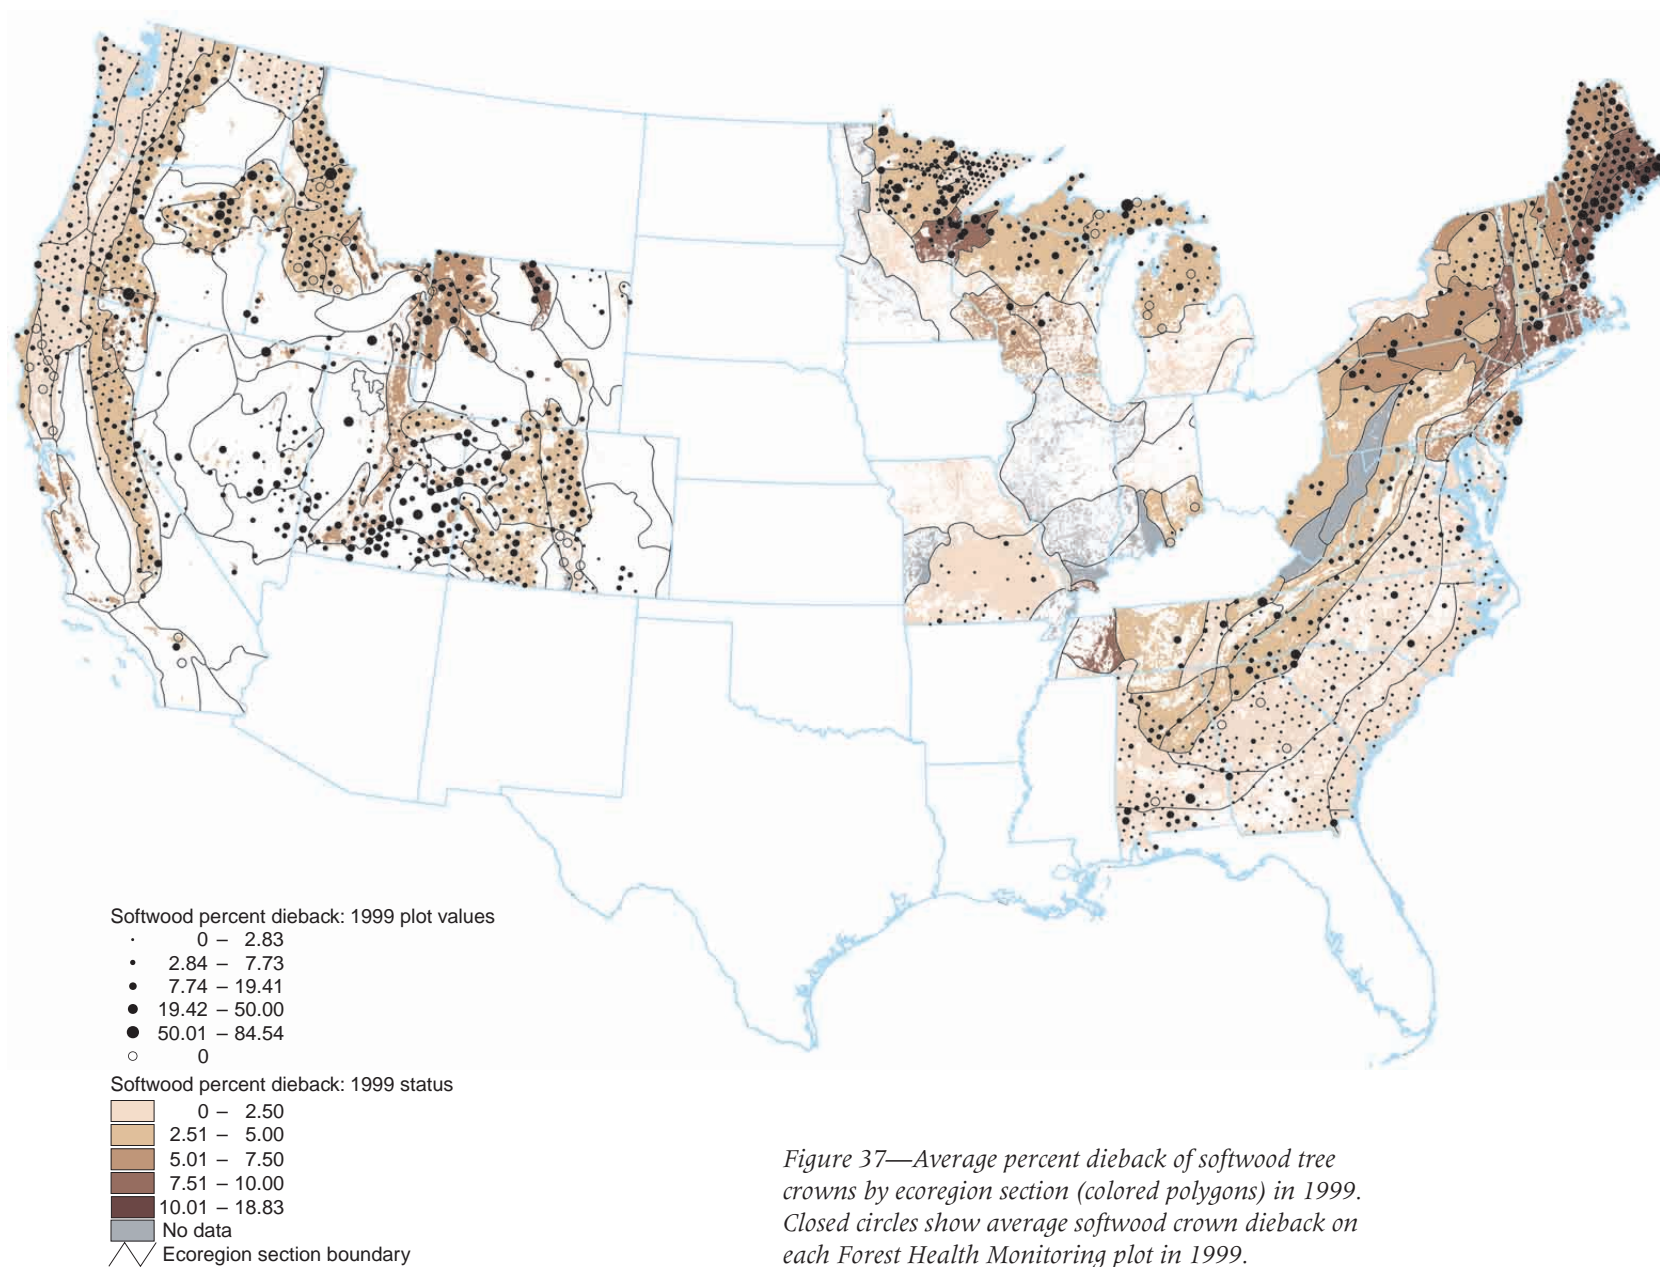 Softwood percent dieback: 1999 plot values
0 – 2.83
2.84 – 7.73
7.74 – 19.41
19.42 – 50.00
50.01 – 84.54
0
Softwood percent dieback: 1999 status
0 – 2.50
2.51 – 5.00
5.01 – 7.50
7.51 – 10.00
10.01 – 18.83
No data
Ecoregion section boundary
Figure 37—Average percent dieback of softwood tree
crowns by ecoregion section (colored polygons) in 1999.
Closed circles show average softwood crown dieback on
each Forest Health Monitoring plot in 1999.